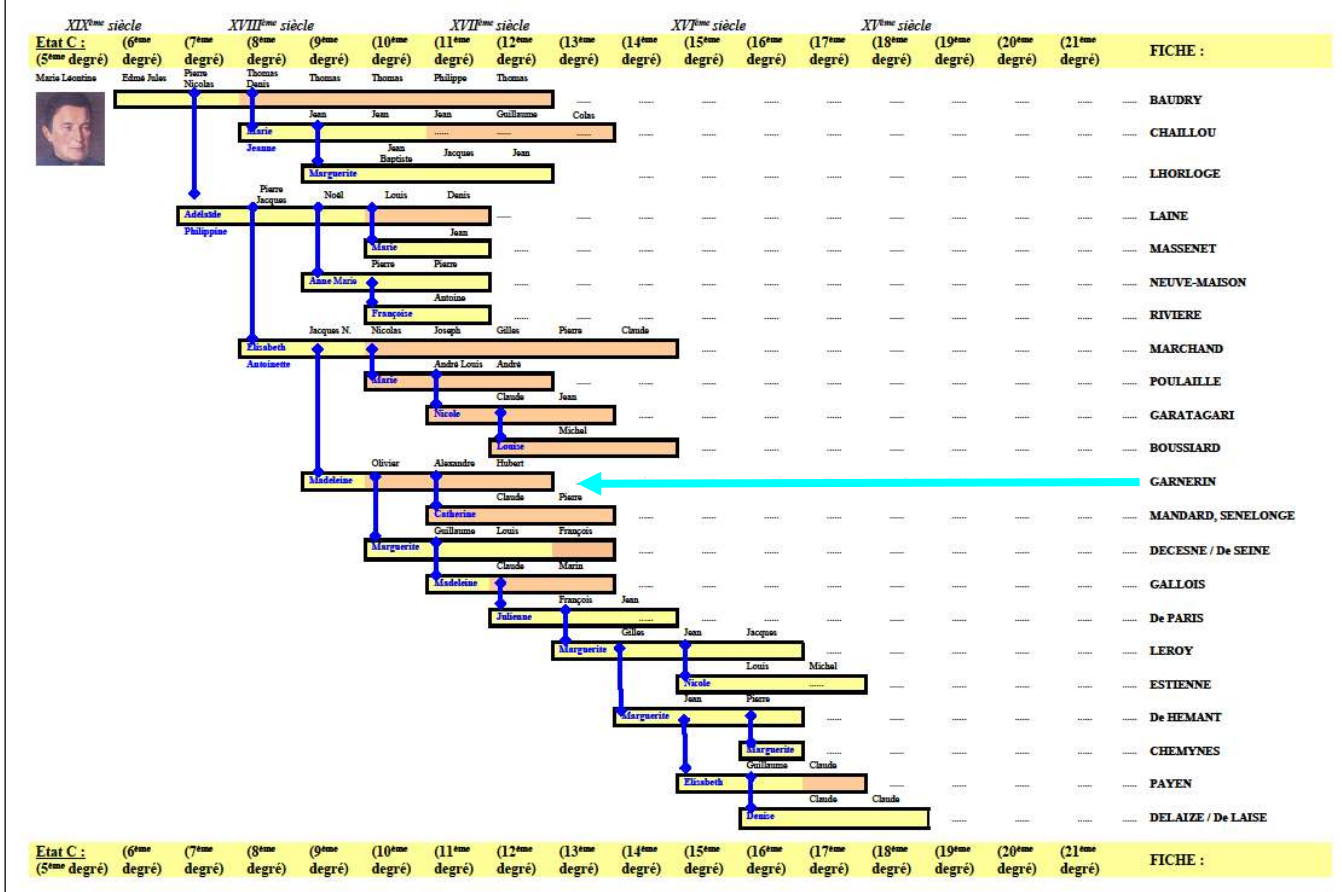 XIXème siècle XVIIIème siècle XVIIème siècle XVIème siècle XVème siècle
Etat C : (6ème (7ème (8ème (9ème (10ème (11ème (12ème (13ème (14ème (15ème (16ème (17ème (18ème (19ème (20ème (21ème FICHE :
(5ème degré) degré) degré) degré) degré) degré) degré) degré) degré) degré) degré) degré) degré) degré) degré) degré) degré)
Marie Léontine Edmé Jules Pierre Nicolas Thomas Denis Thomas Thomas Philippe Thomas
BAUDRY
Jean Jean Jean Guillaume Colas
Marie Jeanne CHAILLOU
Jean Baptiste Jacques Jean
Marguerite LHORLOGE
Pierre Jacques Noël Louis Denis
Adélaïde Philippine LAINE
Jean
Marie MASSENET
Pierre Pierre
Anne Marie NEUVE-MAISON
Antoine
Françoise RIVIERE
Jacques N. Nicolas Joseph Gilles Pierre Claude
Elisabeth Antoinette MARCHAND
André Louis André
Marie POULAILLE
Claude Jean
Nicole GARATAGARI
Michel
Louise BOUSSIARD
Olivier Alexandre Hubert
Madeleine GARNERIN
Claude Pierre
Catherine MANDARD, SENELONGE
Guillaume Louis François
Marguerite DECESNE / De SEINE
Claude Marin
Madeleine GALLOIS
François Jean
Julienne De PARIS
Gilles Jean Jacques
Marguerite LEROY
Louis Michel
Nicole ESTIENNE
Jean Pierre
Marguerite De HEMANT
Marguerite CHEMYNES
Guillaume Claude
Elisabeth PAYEN
Claude Claude
Denise DELAIZE / De LAISE
Etat C : (6ème (7ème (8ème (9ème (10ème (11ème (12ème (13ème (14ème (15ème (16ème (17ème (18ème (19ème (20ème (21ème FICHE :
(5ème degré) degré) degré) degré) degré) degré) degré) degré) degré) degré) degré) degré) degré) degré) degré) degré) degré)